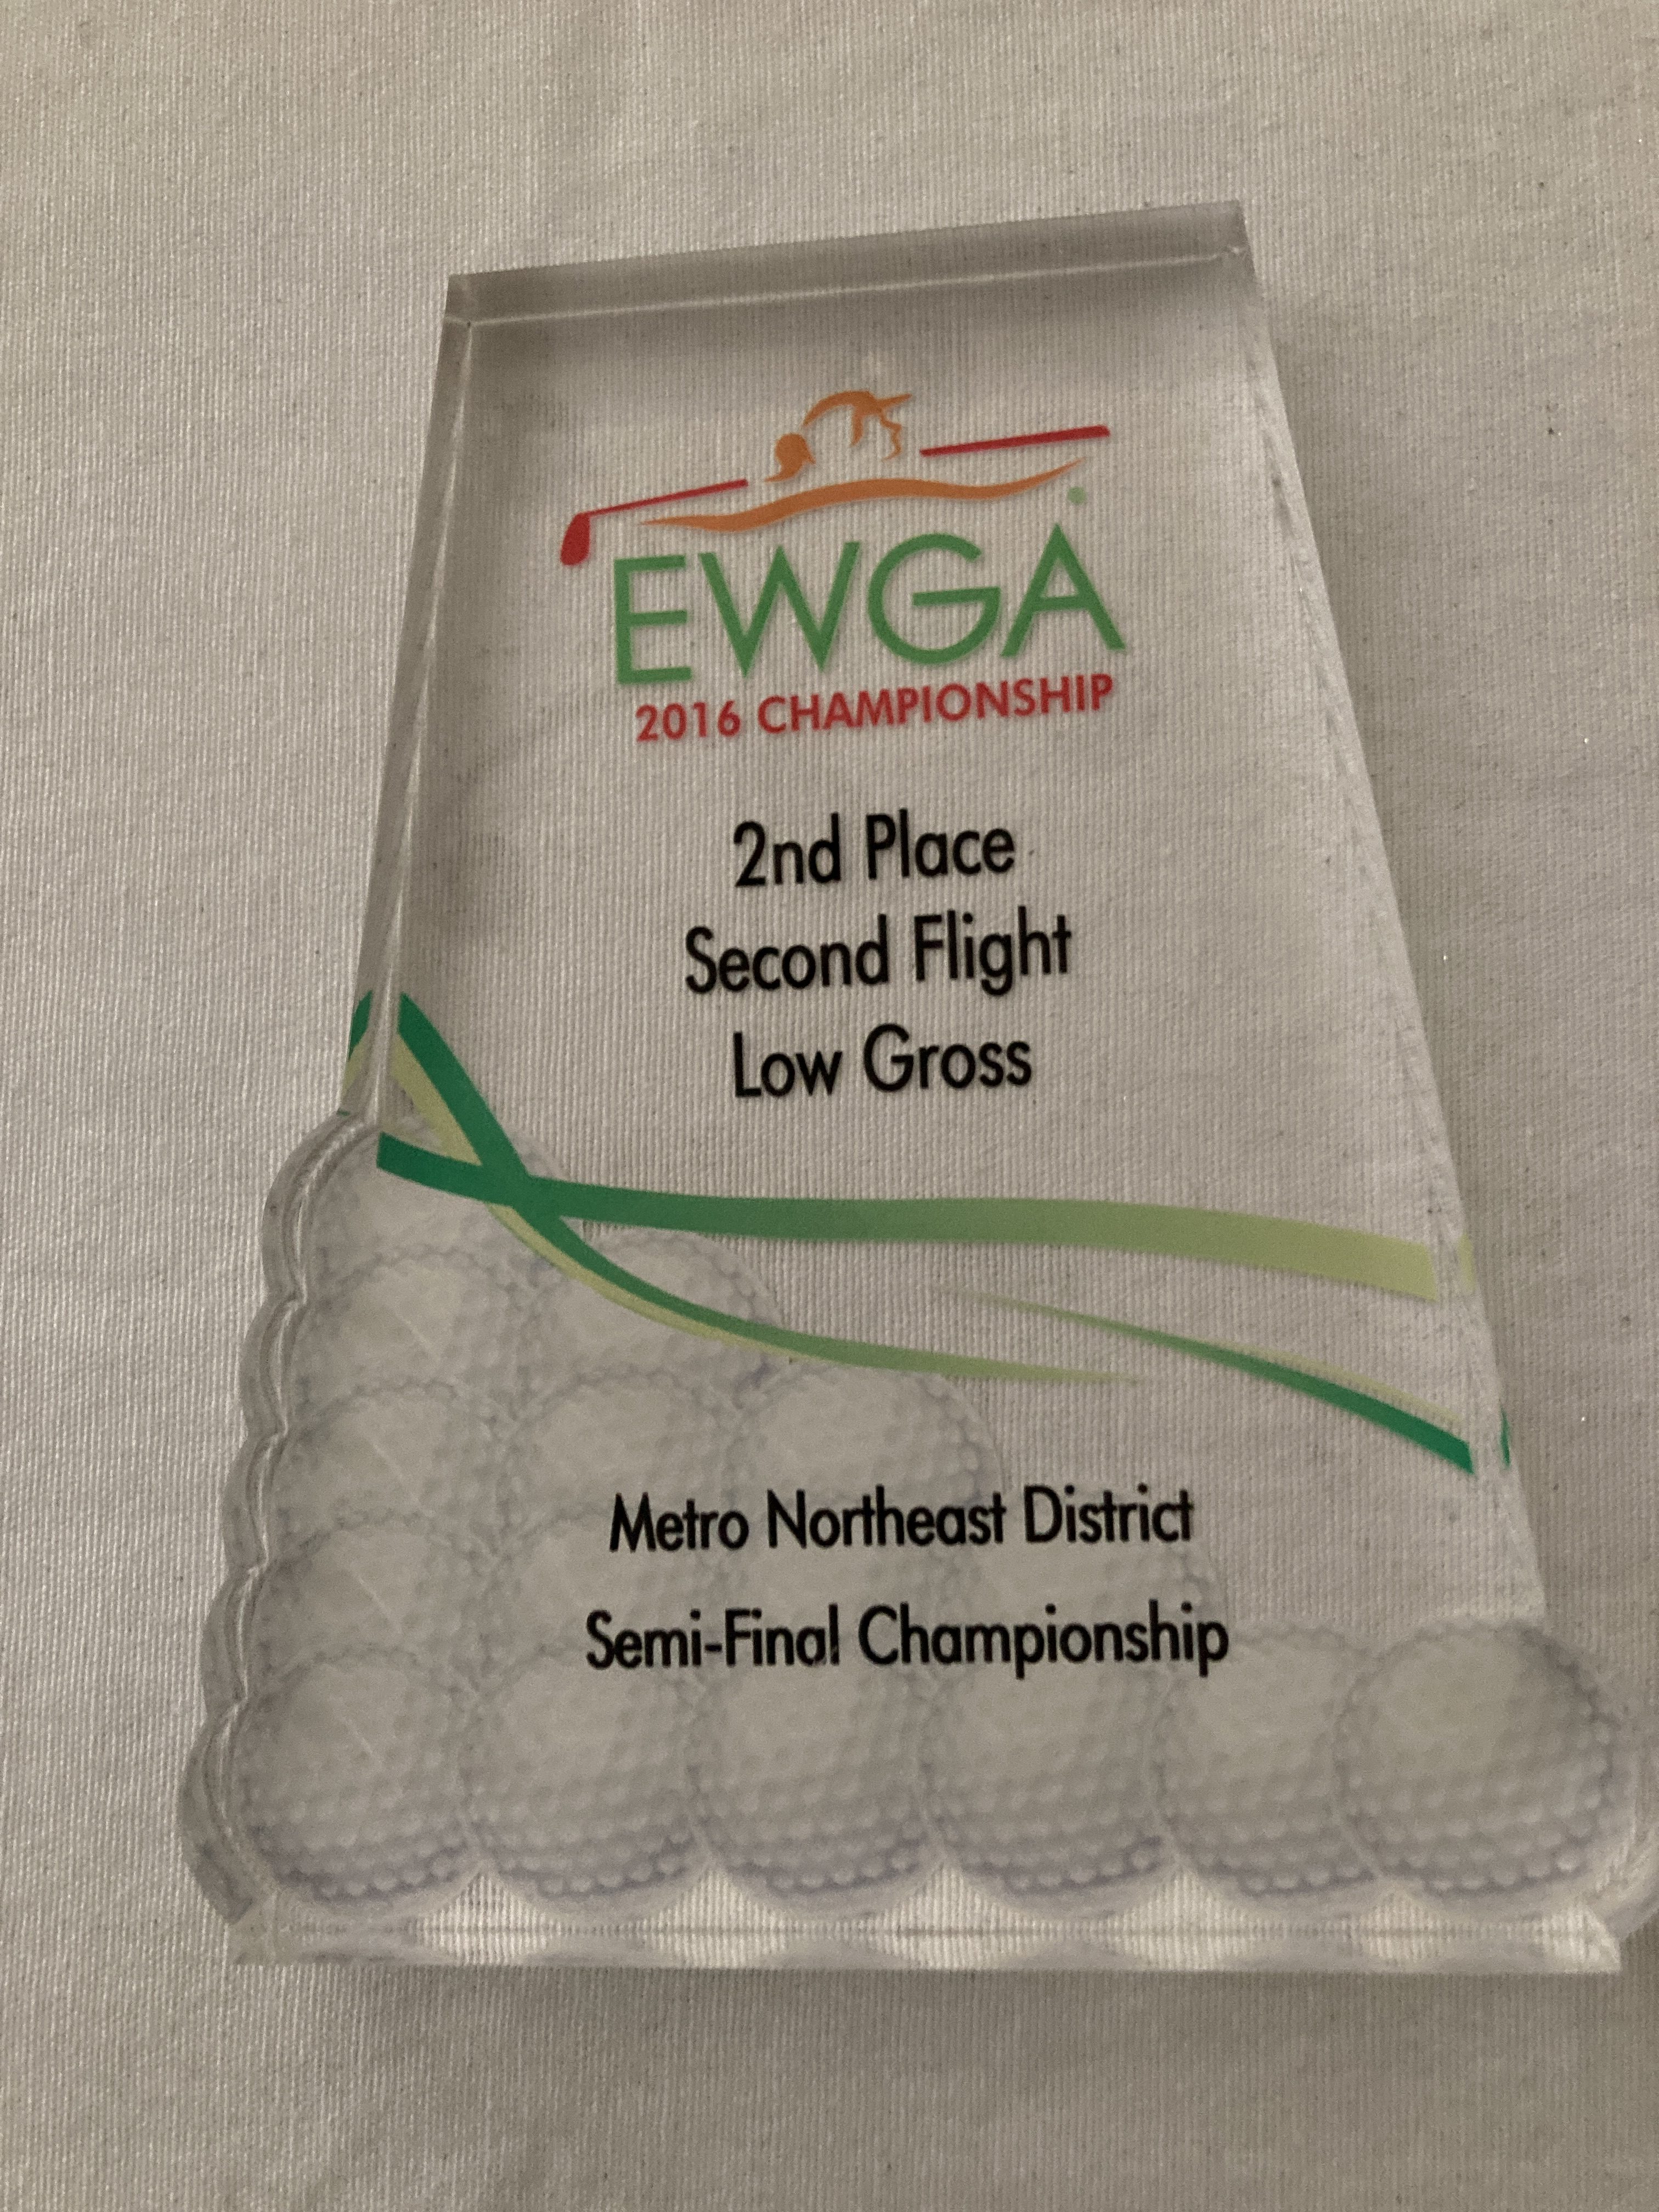 EWGA
2016 CHAMPIONSHIP
2nd Place
Second Flight
Low Gross
Metro Northeast District
Semi-Final Championship